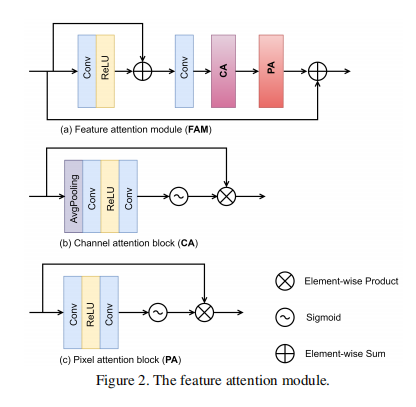 Conv
ReLU
Conv
CA
PA
(a) Feature attention module (FAM)
AvgPooling
Conv
ReLU
Conv
(b) Channel attention block (CA)
Conv
ReLU
Conv
(c) Pixel attention block (PA)
Element-wise Product
Sigmoid
Element-wise Sum
Figure 2. The feature attention module.